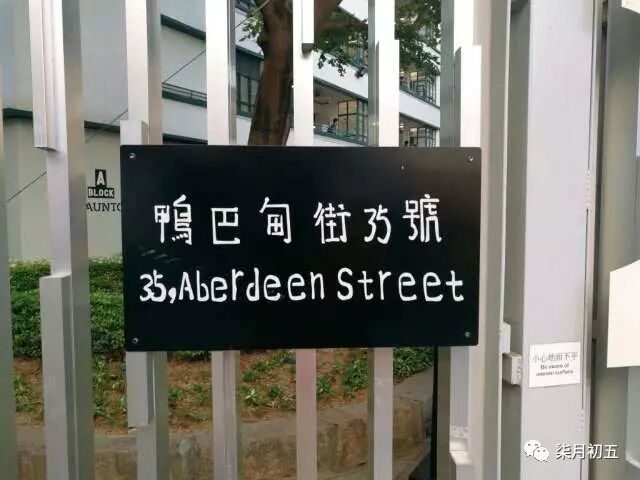 鴨巴甸街35號
35,Aberdeen Street
A
BLOCK
AUNTO
小心地面不平
Be aware of
uneven surface
柒月初五